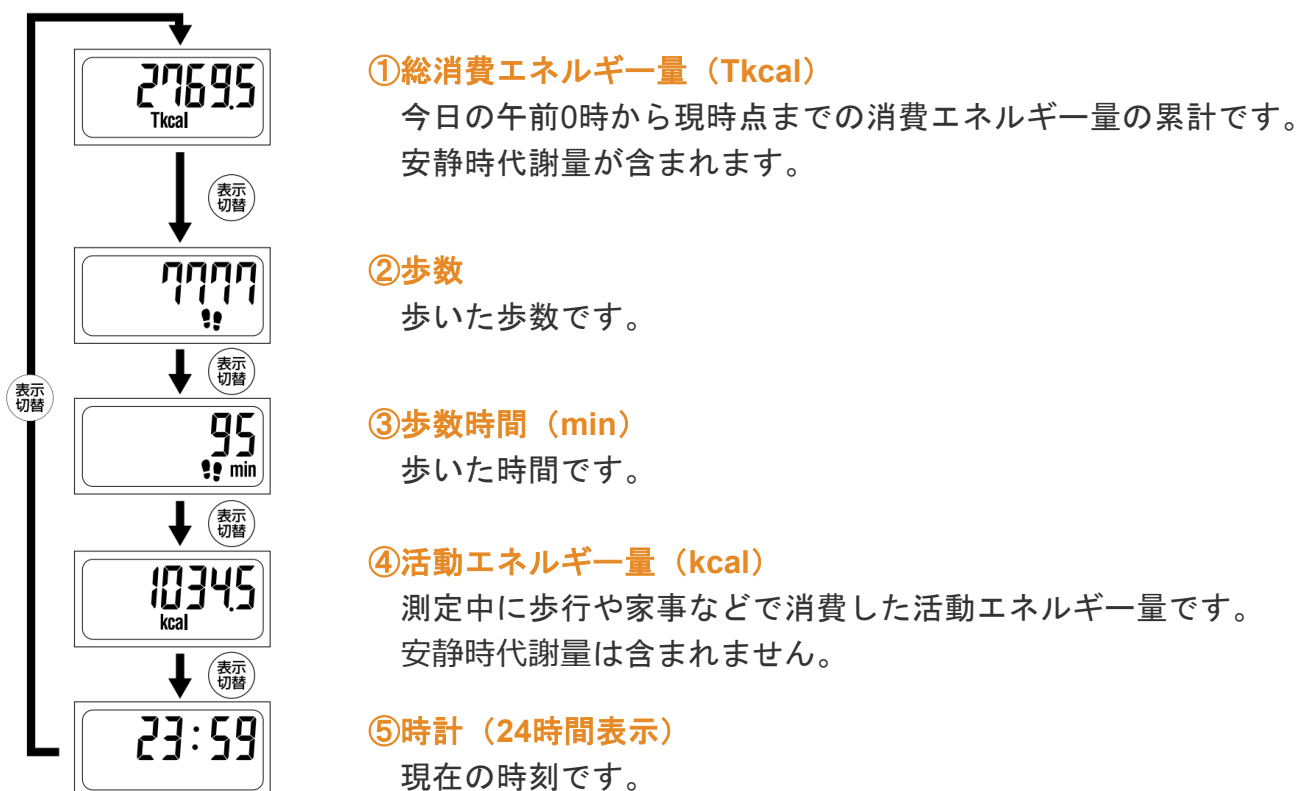 2769.5
Tkcal
①総消費エネルギー量（Tkcal）
今日の午前0時から現時点までの消費エネルギー量の累計です。
安静時代謝量が含まれます。
表示
切替
7777
②歩数
歩いた歩数です。
表示
切替
表示
切替
95
min
③歩数時間（min）
歩いた時間です。
表示
切替
1034.5
kcal
④活動エネルギー量（kcal）
測定中に歩行や家事などで消費した活動エネルギー量です。
安静時代謝量は含まれません。
表示
切替
23:59
⑤時計（24時間表示）
現在の時刻です。